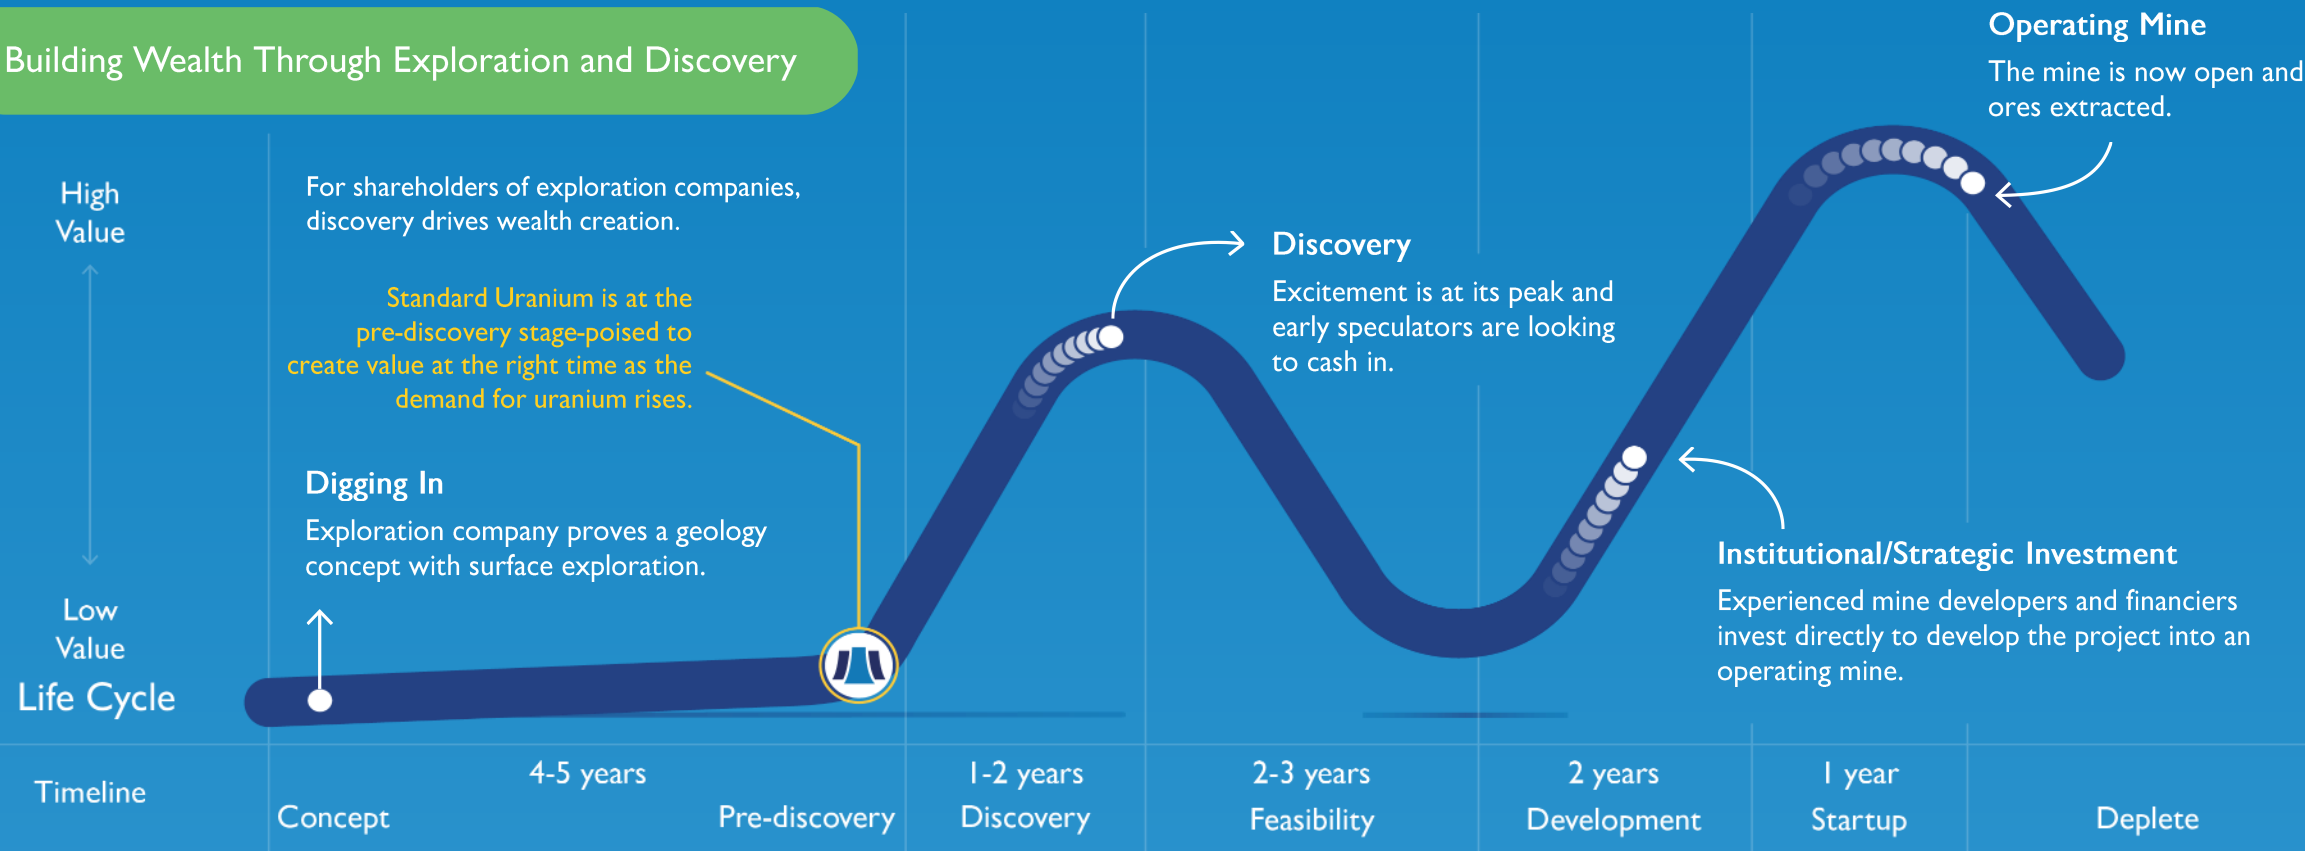 Building Wealth Through Exploration and Discovery
Operating Mine
The mine is now open and
ores extracted.
High
Value
For shareholders of exploration companies,
discovery drives wealth creation.
Standard Uranium is at the
pre-discovery stage-poised to
create value at the right time as the
demand for uranium rises.
Discovery
Excitement is at its peak and
early speculators are looking
to cash in.
Digging In
Exploration company proves a geology
concept with surface exploration.
Institutional/Strategic Investment
Experienced mine developers and financiers
invest directly to develop the project into an
operating mine.
Low
Value
Life Cycle
Timeline
4-5 years
1-2 years
2-3 years
2 years
1 year
Concept
Pre-discovery
Discovery
Feasibility
Development
Startup
Deplete